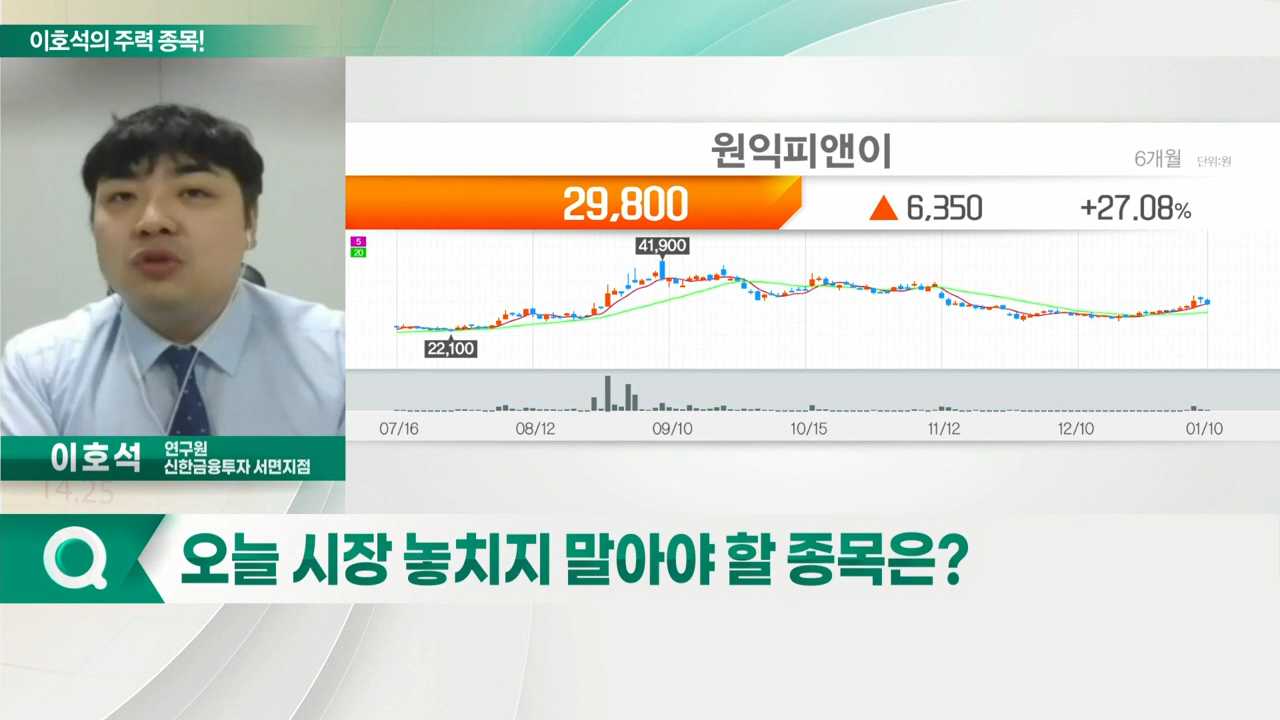 이호석의 주력 종목!
원익피앤이
6개월 단위:원
29,800
▲ 6,350
+27.08%
5
20
41,900
22,100
07/16 08/12 09/10 10/15 11/12 12/10 01/10
이호석
연구원
신한금융투자 서면지점
14.25
Q
오늘 시장 놓치지 말아야 할 종목은?